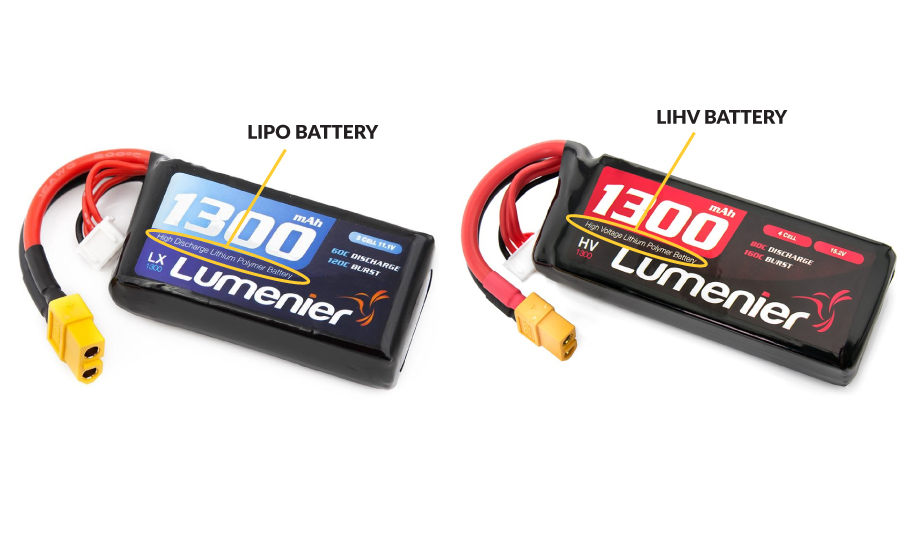 LIPO BATTERY
1300 mAh
High Discharge Lithium Polymer Battery
LX
1300
Lumenier
3 CELL 11.1V
60C DISCHARGE
120C BURST
LIHV BATTERY
1300 mAh
High Voltage Lithium Polymer Battery
HV
1300
Lumenier
4 CELL
15.2V
80C DISCHARGE
160C BURST